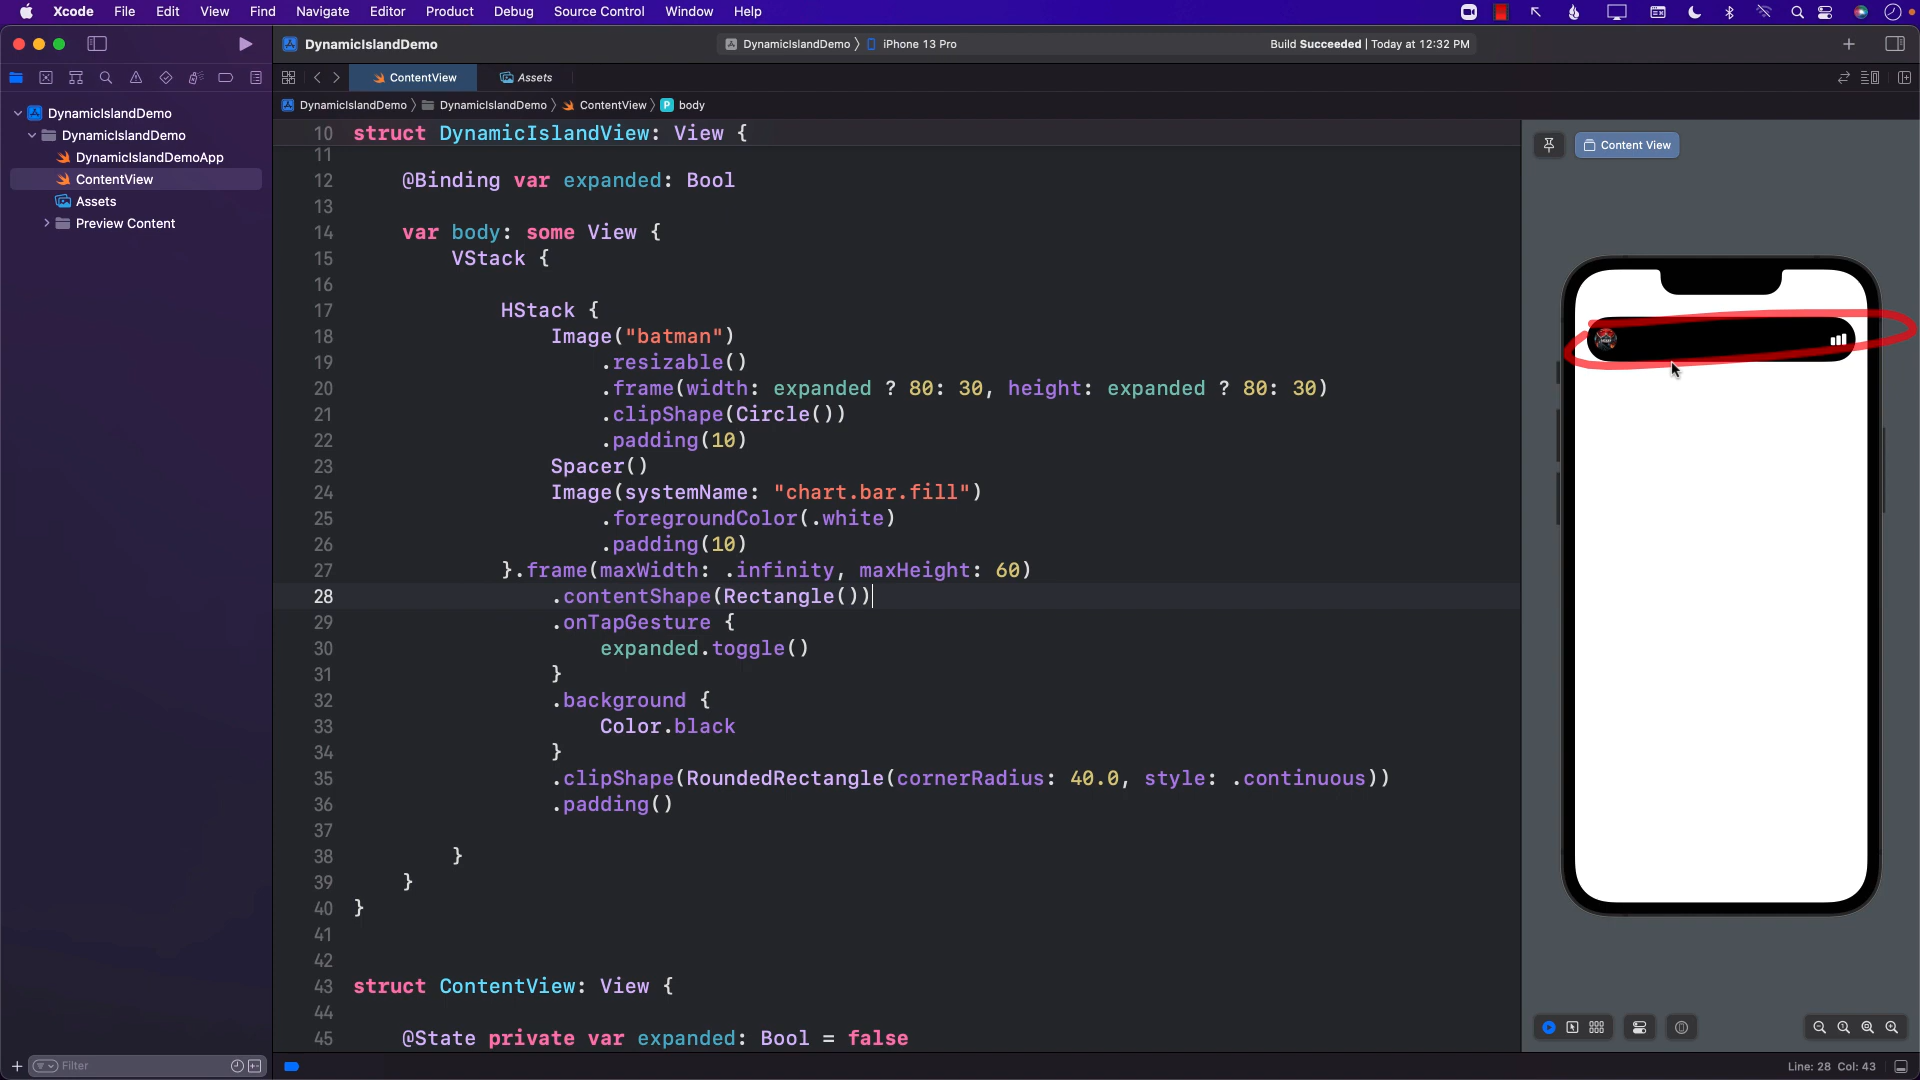 Xcode File Edit View Find Navigate Editor Product Debug Source Control Window Help
DynamicIslandDemo
DynamicIslandDemo 〉 iPhone 13 Pro
Build Succeeded | Today at 12:32 PM
ContentView
Assets
DynamicIslandDemo 〉 DynamicIslandDemo 〉 ContentView 〉 P body
DynamicIslandDemo
DynamicIslandDemo
DynamicIslandDemoApp
ContentView
Assets
Preview Content
10 struct DynamicIslandView: View {
11
12 @Binding var expanded: Bool
13
14 var body: some View {
15 VStack {
16
17 HStack {
18 Image("batman")
19 .resizable()
20 .frame(width: expanded ? 80: 30, height: expanded ? 80: 30)
21 .clipShape(Circle())
22 .padding(10)
23 Spacer()
24 Image(systemName: "chart.bar.fill")
25 .foregroundColor(.white)
26 .padding(10)
27 }.frame(maxWidth: .infinity, maxHeight: 60)
28 .contentShape(Rectangle())
29 .onTapGesture {
30 expanded.toggle()
31 }
32 .background {
33 Color.black
34 }
35 .clipShape(RoundedRectangle(cornerRadius: 40.0, style: .continuous))
36 .padding()
37
38 }
39 }
40 }
41
42
43 struct ContentView: View {
44
45 @State private var expanded: Bool = false
Content View
Filter
Line: 28 Col: 43